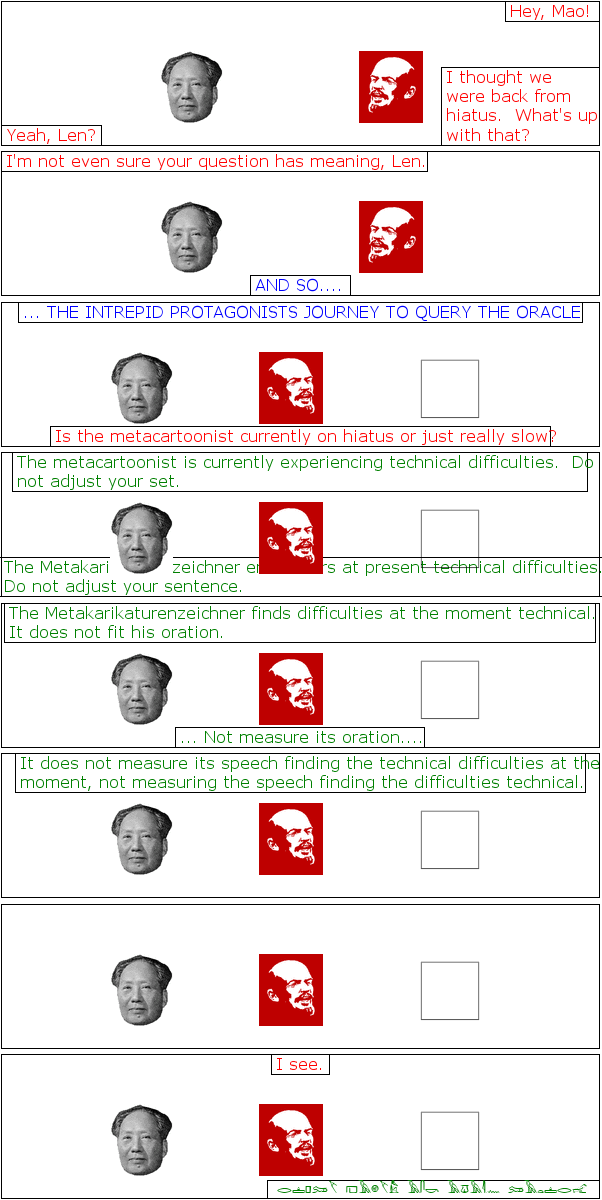 Hey, Mao!
I thought we
were back from
hiatus. What's up
with that?
Yeah, Len?
I'm not even sure your question has meaning, Len.
AND SO....
... THE INTREPID PROTAGONISTS JOURNEY TO QUERY THE ORACLE
Is the metacartoonist currently on hiatus or just really slow?
The metacartoonist is currently experiencing technical difficulties. Do
not adjust your set.
The Metakari zeichner en rs at present technical difficulties.
Do not adjust your sentence.
The Metakarikaturenzeichner finds difficulties at the moment technical.
It does not fit his oration.
... Not measure its oration....
It does not measure its speech finding the technical difficulties at the
moment, not measuring the speech finding the difficulties technical.
I see.